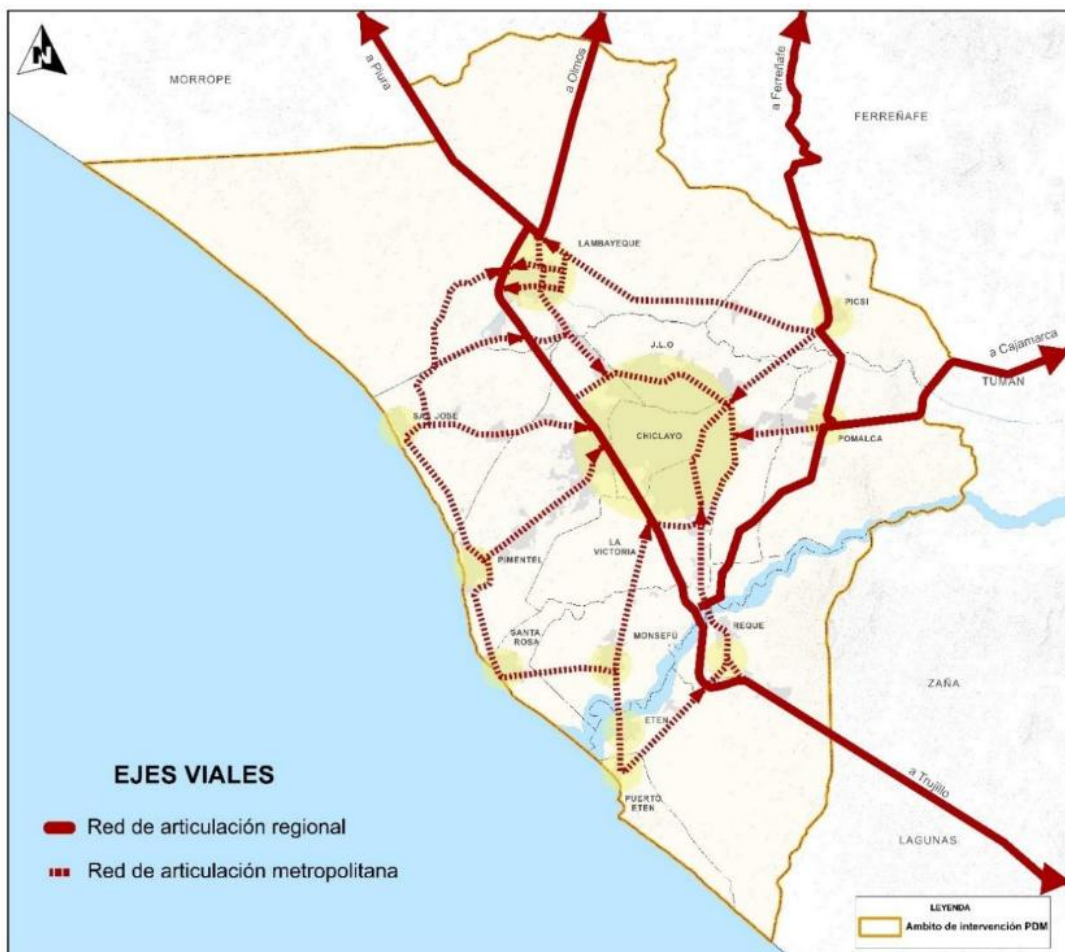 N
MORROPE
a Piura
a Olmos
a Ferreñafe
FERREÑAFE
LAMBAYEQUE
PICSI
a Cajamarca
TUMAN
J.L.O
SAN JOSE
CHICLAYO
POMALCA
LA
VICTORIA
PIMENTEL
SANTA
ROSA
MONSEFÚ
REQUE
ZAÑA
ETEN
PUERTO
ETEN
a Trujillo
LAGUNAS
EJES VIALES
Red de articulación regional
Red de articulación metropolitana
LEYENDA
Ambito de intervención PDM